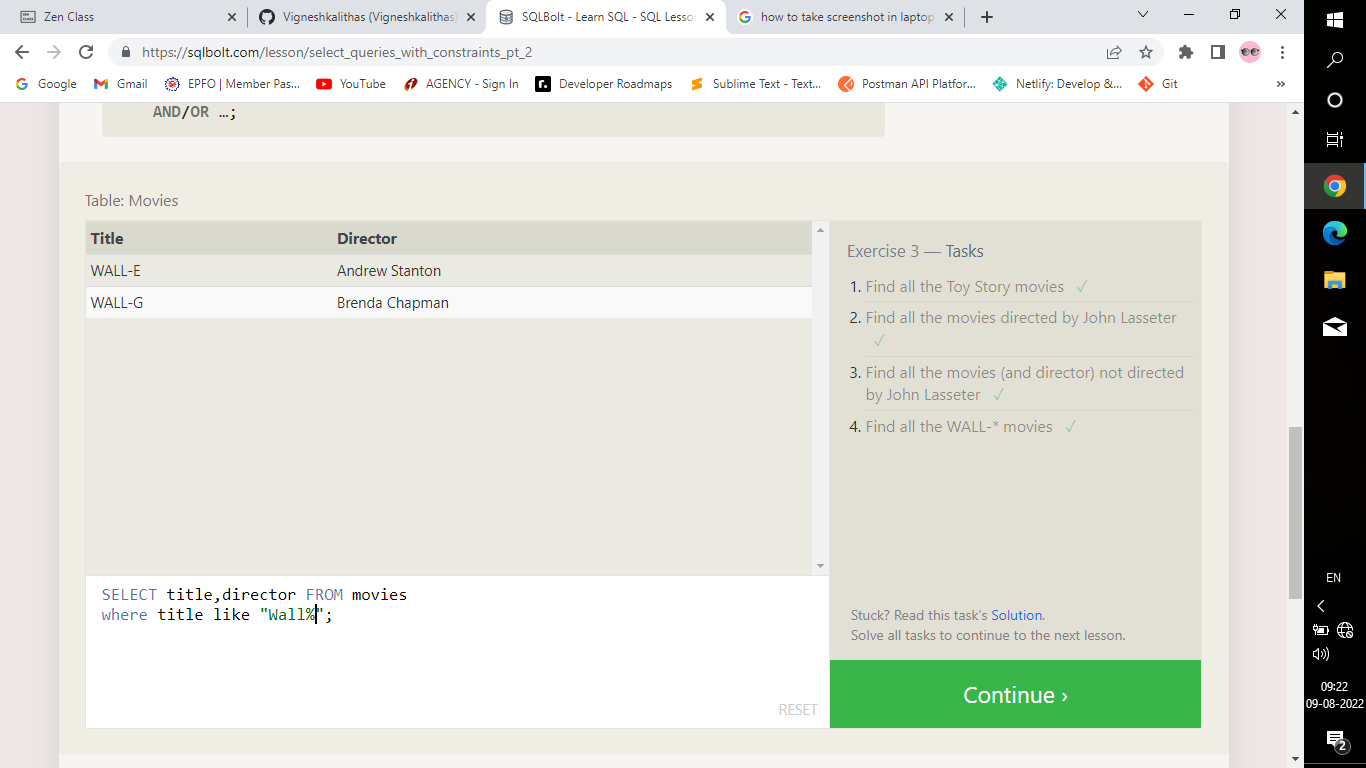 Zen Class
Vigneshkalithas (Vigneshkalithas)
SQLBolt - Learn SQL - SQL Lesso
how to take screenshot in laptop
https://sqlbolt.com/lesson/select_queries_with_constraints_pt_2
Google
Gmail
EPFO | Member Pas...
YouTube
AGENCY - Sign In
Developer Roadmaps
Sublime Text - Text...
Postman API Platfor...
Netlify: Develop &...
Git
»
AND/OR …;
Table: Movies
Title Director
WALL-E Andrew Stanton
WALL-G Brenda Chapman
SELECT title,director FROM movies
where title like "Wall%";
RESET
Exercise 3 — Tasks
1. Find all the Toy Story movies ✓
2. Find all the movies directed by John Lasseter
✓
3. Find all the movies (and director) not directed
by John Lasseter ✓
4. Find all the WALL-* movies ✓
Stuck? Read this task's Solution.
Solve all tasks to continue to the next lesson.
Continue ›
EN
09:22
09-08-2022
2